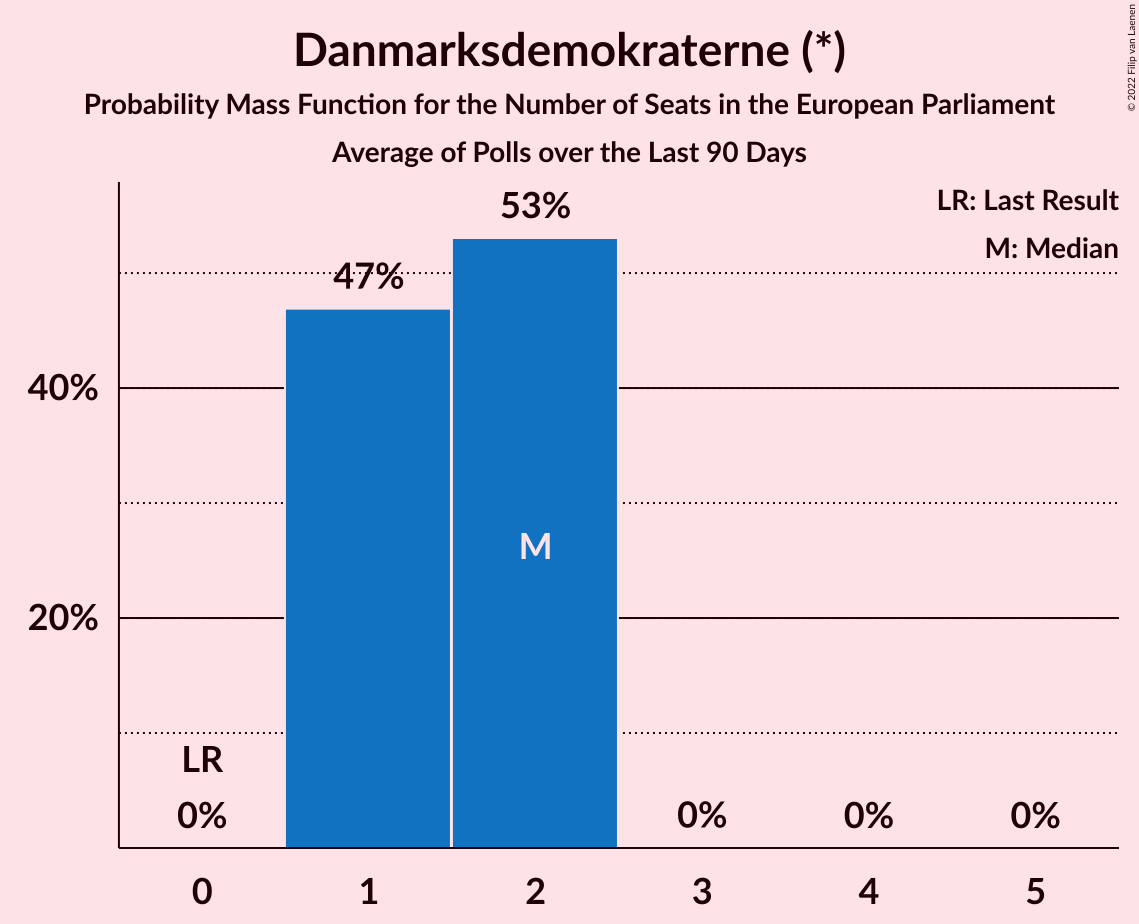 Danmarksdemokraterne (*)
Probability Mass Function for the Number of Seats in the European Parliament
Average of Polls over the Last 90 Days
© 2022 Filip van Laenen
LR: Last Result
M: Median
53%
47%
40%
M
20%
LR
0%
0%
0%
0%
0
1
2
3
4
5